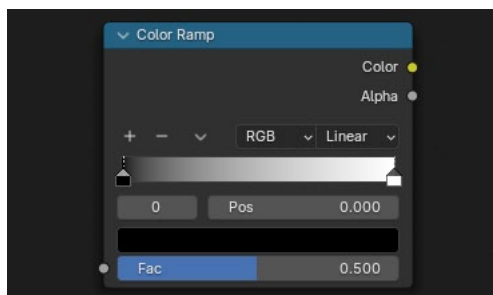 Color Ramp
Color
Alpha
RGB Linear
0 Pos 0.000
Fac 0.500